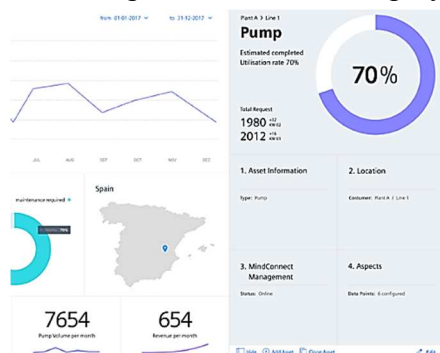 from 01-01-2017
to 31-12-2017
JUL AUG SEP OCT NOV DEC
maintenance required
Spain
7654
Pump Volume per month
654
Revenue per month
Plant A > Line 1
Pump
Estimated completed
Utilisation rate 70%
70%
Total Request
1980
2012
1. Asset Information
Type: Pump
2. Location
Costumer: Plant A > Line 1
3. MindConnect
Management
Status: Online
4. Aspects
Data Points: 6 configured
Hide
Add Asset
Edit